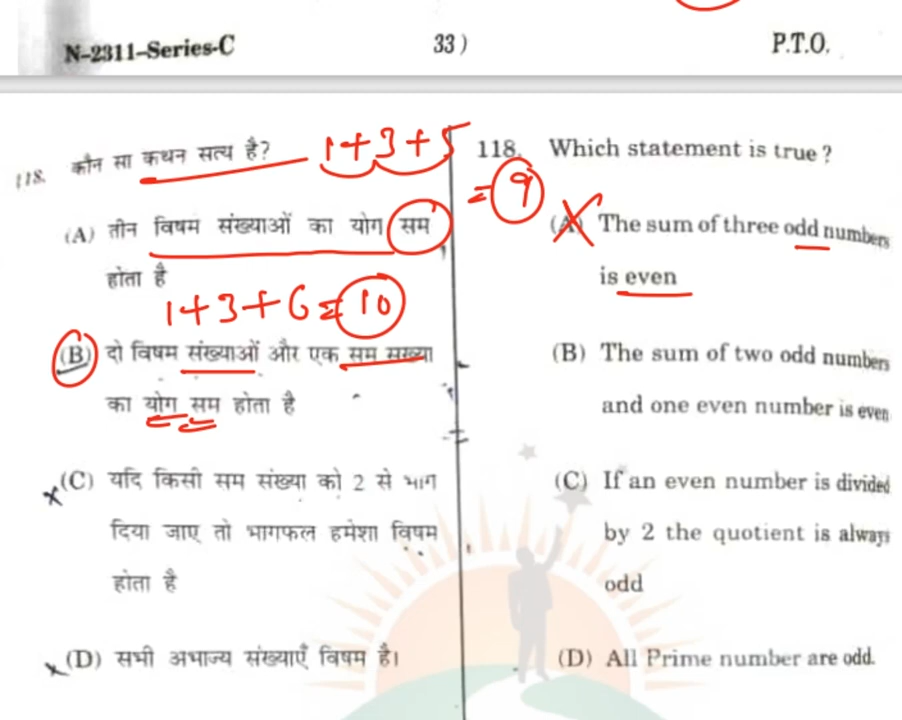 N-2311-Series-C
33 )
P.T.O.
118. कौन सा कथन सत्य है?
1+3+5
= 9
(A) तीन विषम संख्याओं का योग सम
होता है
1+3+6=10
(B) दो विषम संख्याओं और एक सम सख्या
का योग सम होता है
x (C) यदि किसी सम संख्या को 2 से भाग
दिया जाए तो भागफल हमेशा विषम
होता है
x (D) सभी अभाज्य संख्याएँ विषम है।
118. Which statement is true ?
(A) The sum of three odd numbers
is even
(B) The sum of two odd numbers
and one even number is even
(C) If an even number is divided
by 2 the quotient is always
odd
(D) All Prime number are odd.